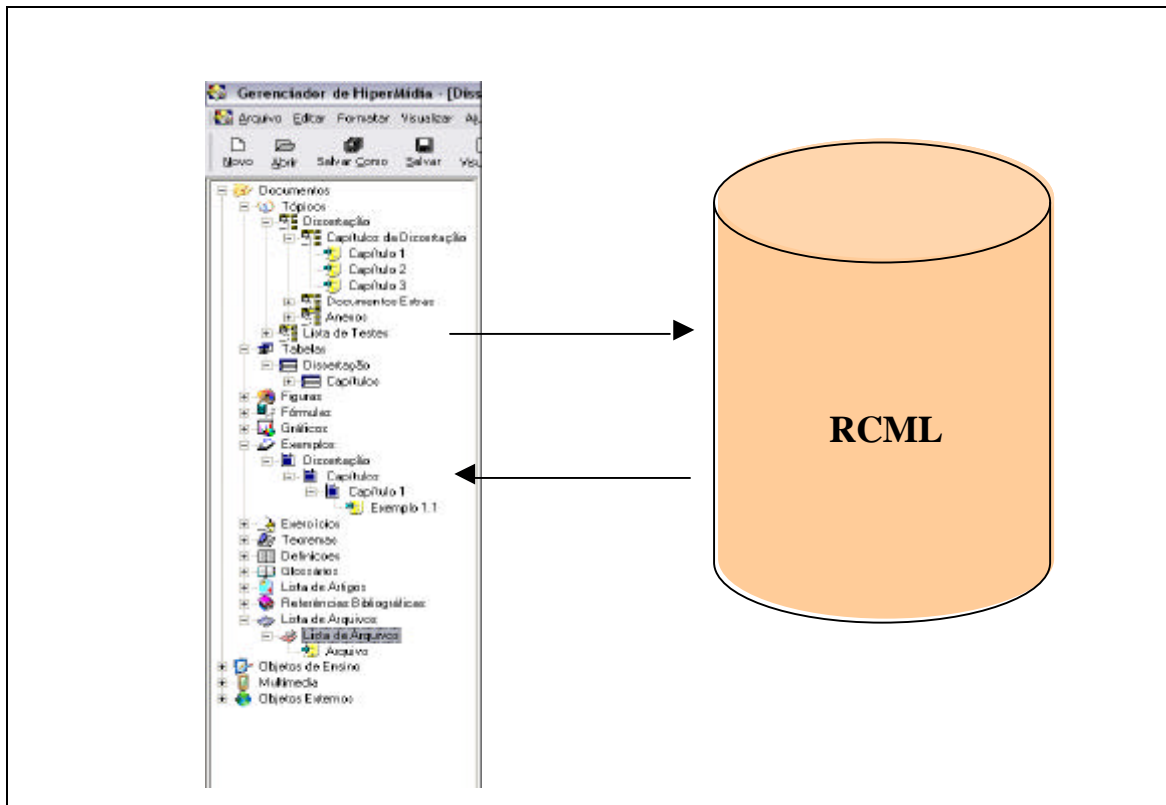 Gerenciador de HiperMídia - [Diss
Arquivo Editar Formatar Visualizar Aj
Novo Abrir Salvar Como Salvar Visu
Documentos
Tópicos
Dissertação
Capítulos da Dissertação
Capítulo 1
Capítulo 2
Capítulo 3
Documentos Extras
Anexos
Lista de Testes
Tabelas
Dissertação
Capítulos
Figuras
Fórmulas
Gráficos
Exemplos
Dissertação
Capítulos
Capítulo 1
Exemplo 1.1
Exercícios
Teoremas
Definicoes
Glossários
Lista de Artigos
Referências Bibliográficas
Lista de Arquivos
Lista de Arquivos
Arquivo
Objetos de Ensino
Multimedia
Objetos Externos
RCML